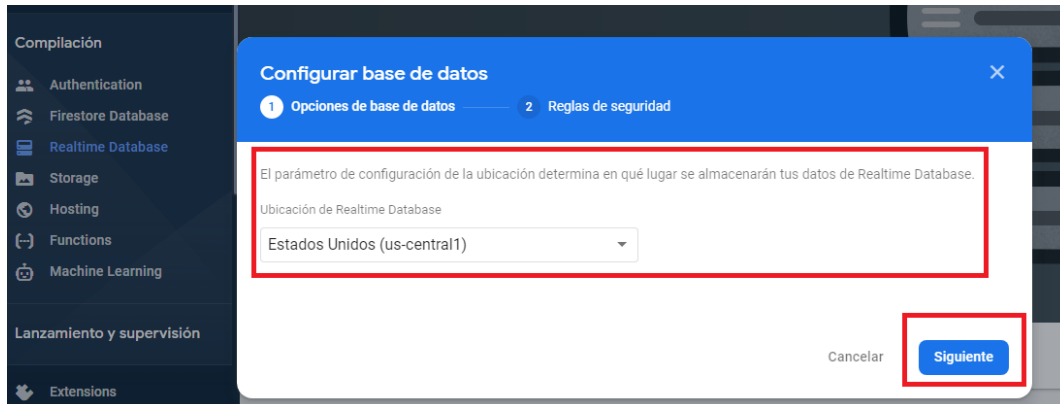 Compilación
Authentication
Firestore Database
Realtime Database
Storage
Hosting
Functions
Machine Learning
Lanzamiento y supervisión
Extensions
Configurar base de datos
1 Opciones de base de datos 2 Reglas de seguridad
El parámetro de configuración de la ubicación determina en qué lugar se almacenarán tus datos de Realtime Database.
Ubicación de Realtime Database
Estados Unidos (us-central1)
Cancelar Siguiente